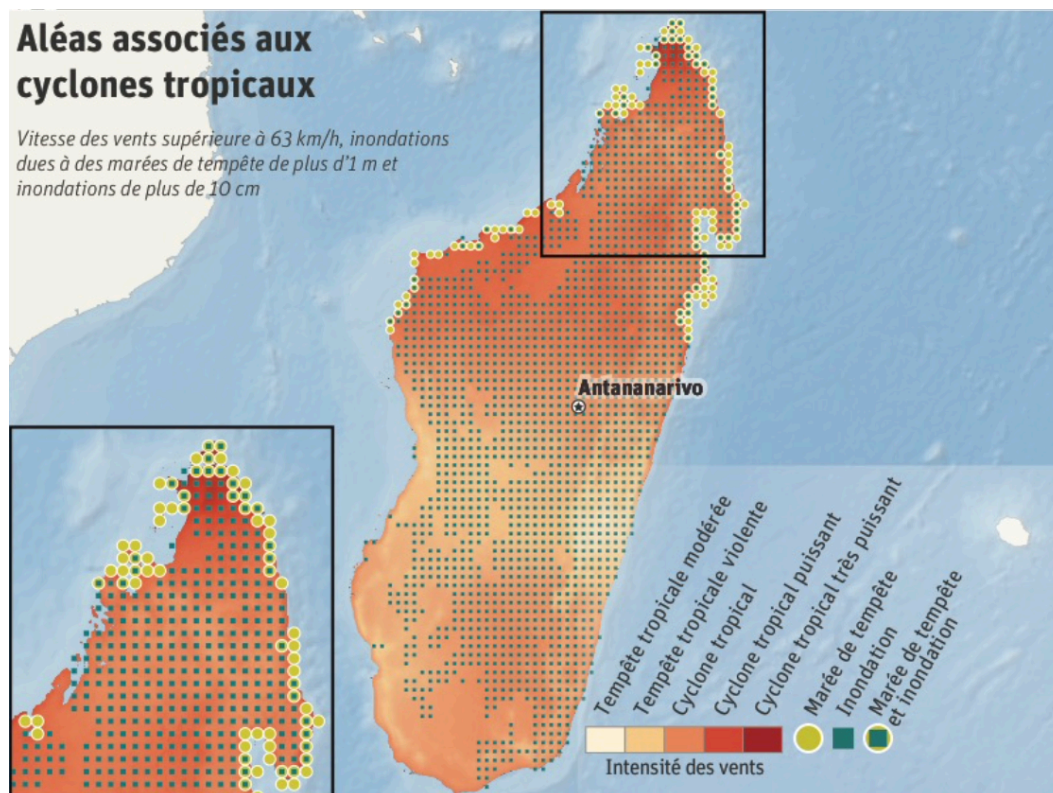 Aléas associés aux
cyclones tropicaux
Vitesse des vents supérieure à 63 km/h, inondations
dues à des marées de tempête de plus d'1 m et
inondations de plus de 10 cm
Antananarivo
Tempête tropicale modérée
Tempête tropicale violente
Cyclone tropical
Cyclone tropical puissant
Cyclone tropical très puissant
Marée de tempête
Inondation
Marée de tempête
et inondation
Intensité des vents